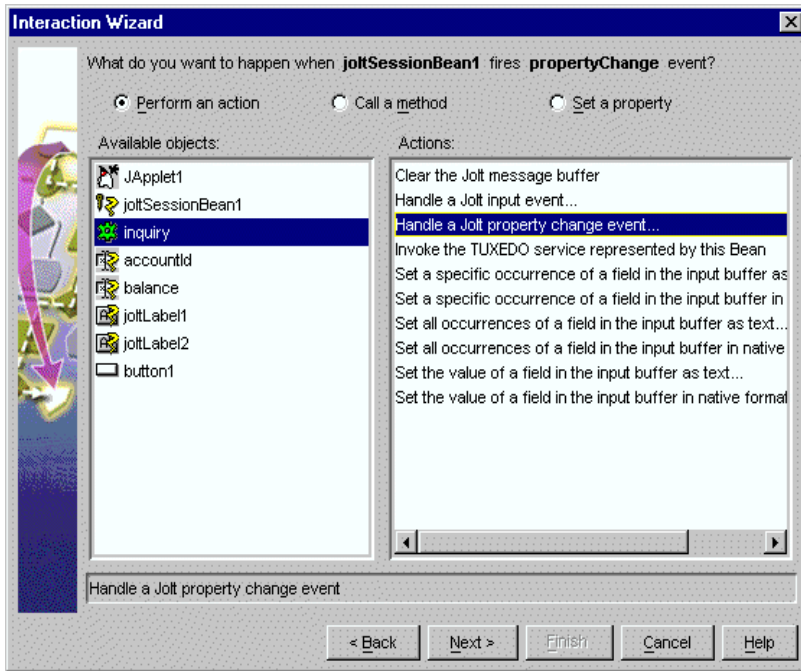 Interaction Wizard
What do you want to happen when joltSessionBean1 fires propertyChange event?
Perform an action
Call a method
Set a property
Available objects:
JApplet1
joltSessionBean1
inquiry
accountId
balance
joltLabel1
joltLabel2
button1
Actions:
Clear the Jolt message buffer
Handle a Jolt input event...
Handle a Jolt property change event...
Invoke the TUXEDO service represented by this Bean
Set a specific occurrence of a field in the input buffer as
Set a specific occurrence of a field in the input buffer in
Set all occurrences of a field in the input buffer as text...
Set all occurrences of a field in the input buffer in native
Set the value of a field in the input buffer as text...
Set the value of a field in the input buffer in native format
Handle a Jolt property change event
< Back
Next >
Finish
Cancel
Help